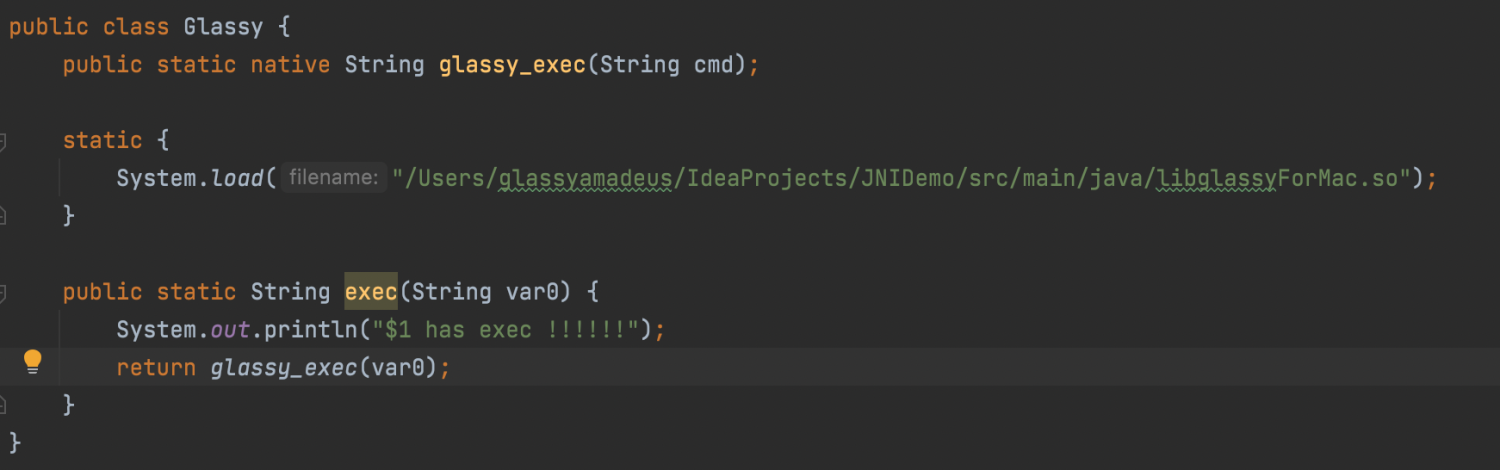 public class Glassy {
public static native String glassy_exec(String cmd);
static {
System.load( filename: "/Users/glassyamadeus/IdeaProjects/JNIDemo/src/main/java/libglassyForMac.so");
}
public static String exec(String var0) {
System.out.println("$1 has exec !!!!!!");
return glassy_exec(var0);
}
}